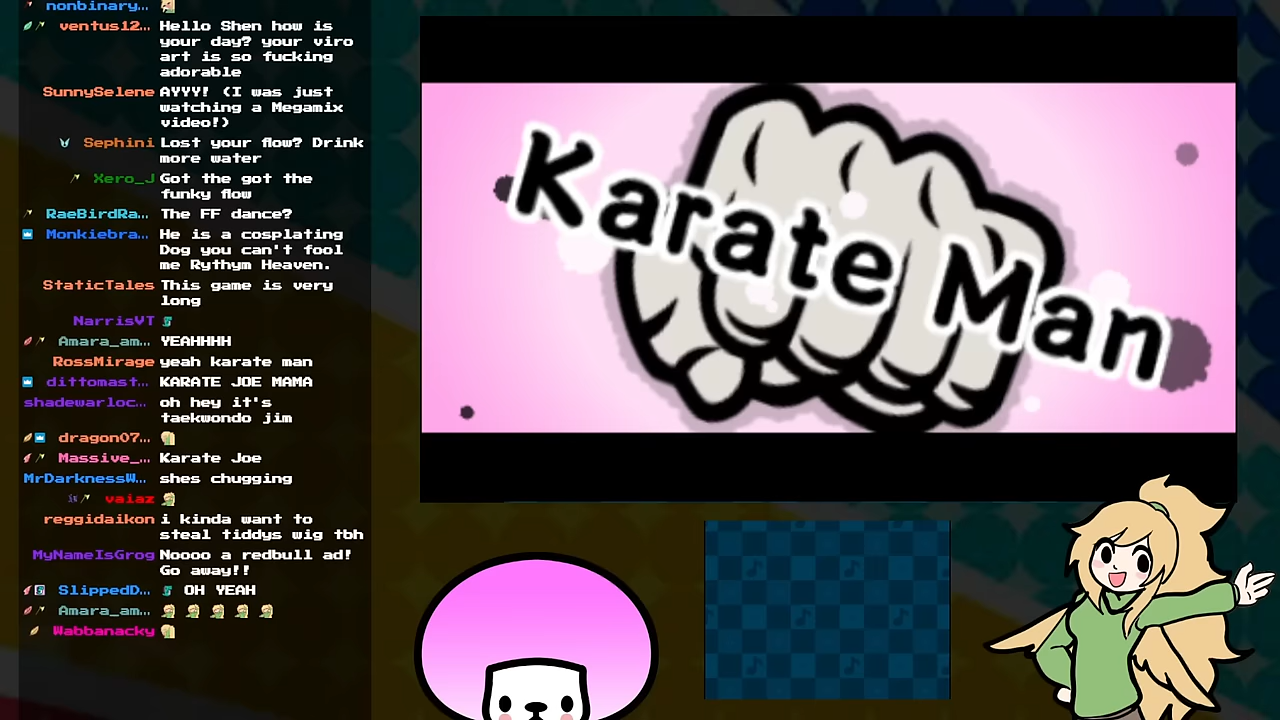 nonbinary…
ventus12… Hello Shen how is
your day? your viro
art is so fucking
adorable
SunnySelene AYYY! (I was just
watching a Megamix
video!)
Sephini Lost your flow? Drink
more water
Xero_J Got the got the
funky flow
RaeBirdRa… The FF dance?
Monkiebra… He is a cosplating
Dog you can't fool
me Rythym Heaven.
StaticTales This game is very
long
NarrisVT
Amara_am… YEAHHHH
RossMirage yeah karate man
dittomast… KARATE JOE MAMA
shadewarloc… oh hey it's
taekwondo jim
dragon07…
Massive_… Karate Joe
MrDarknessW… shes chugging
vaiaz
reggidaikon i kinda want to
steal tiddys wig tbh
MyNameIsGrog Noooo a redbull ad!
Go away!!
SlippedD… OH YEAH
Amara_am…
Wabbanacky
Karate Man